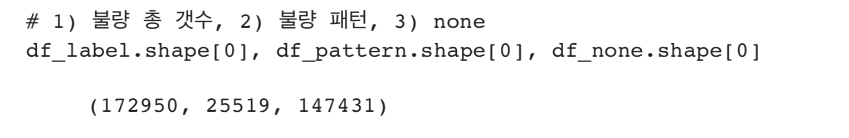 # 1) 불량 총 갯수, 2) 불량 패턴, 3) none
df_label.shape[0], df_pattern.shape[0], df_none.shape[0]
(172950, 25519, 147431)